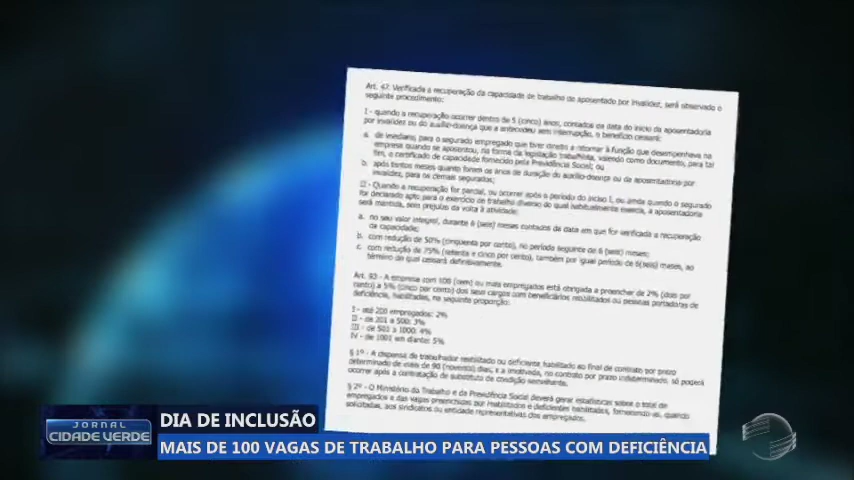 Art. 47. Verificada a recuperação da capacidade de trabalho do aposentado por invalidez, será observado o
seguinte procedimento:
I - quando a recuperação ocorrer dentro de 5 (cinco) anos, contados da data do início da aposentadoria
por invalidez ou do auxílio-doença que a antecedeu sem interrupção, o benefício cessará:
a. de imediato, para o segurado empregado que tiver direito a retornar à função que desempenhava na
empresa quando se aposentou, na forma da legislação trabalhista, valendo como documento, para tal
fim, o certificado de capacidade fornecido pela Previdência Social; ou
b. após tantos meses quanto forem os anos de duração do auxílio-doença ou da aposentadoria por
invalidez, para os demais segurados;
II - Quando a recuperação for parcial, ou ocorrer após o período do inciso I, ou ainda quando o segurado
for declarado apto para o exercício de trabalho diverso do qual habitualmente exercia, a aposentadoria
será mantida, sem prejuízo da volta à atividade:
a. no seu valor integral, durante 6 (seis) meses contados da data em que for verificada a recuperação
da capacidade;
b. com redução de 50% (cinqüenta por cento), no período seguinte de 6 (seis) meses;
c. com redução de 75% (setenta e cinco por cento), também por igual período de 6(seis) meses, ao
término do qual cessará definitivamente.
Art. 93 - A empresa com 100 (cem) ou mais empregados está obrigada a preencher de 2% (dois por
cento) a 5% (cinco por cento) dos seus cargos com beneficiários reabilitados ou pessoas portadoras de
deficiência, habilitadas, na seguinte proporção:
I - até 200 empregados: 2%
II - de 201 a 500: 3%
III - de 501 a 1000: 4%
IV - de 1001 em diante: 5%
§ 1º - A dispensa de trabalhador reabilitado ou deficiente habilitado ao final de contrato por prazo
determinado de mais de 90 (noventa) dias, e a imotivada, no contrato por prazo indeterminado, só poderá
ocorrer após a contratação de substituto de condição semelhante.
§ 2º - O Ministério do Trabalho e da Previdência Social deverá gerar estatísticas sobre o total de
empregados e das vagas preenchidas por reabilitados e deficientes habilitados, fornecendo-as, quando
solicitadas, aos sindicatos ou entidade representativas dos empregados.
JORNAL
CIDADE VERDE
DIA DE INCLUSÃO
MAIS DE 100 VAGAS DE TRABALHO PARA PESSOAS COM DEFICIÊNCIA